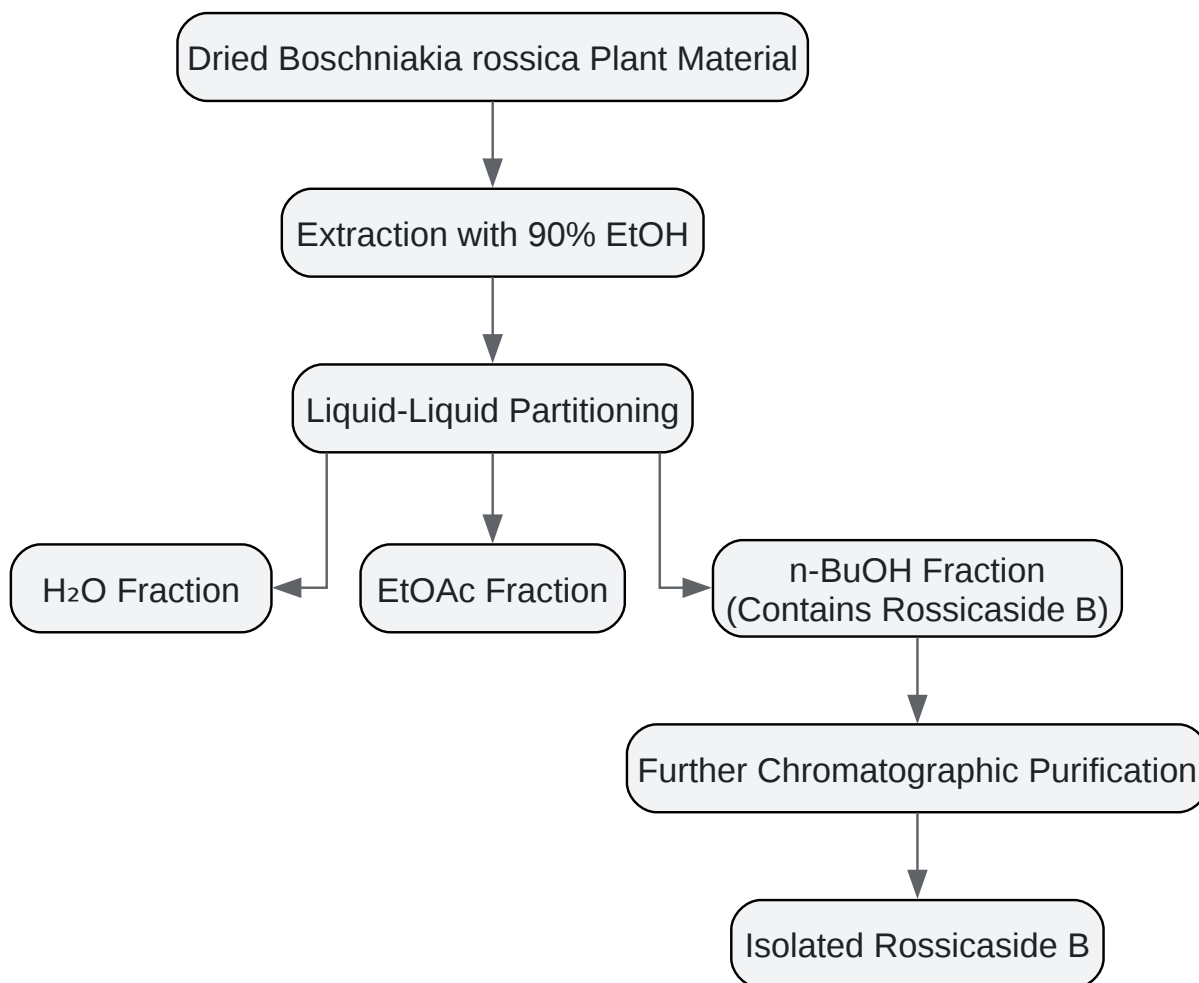 Dried Boschniakia rossica Plant Material
Extraction with 90% EtOH
Liquid-Liquid Partitioning
H₂O Fraction
EtOAc Fraction
n-BuOH Fraction
(Contains Rossicaside B)
Further Chromatographic Purification
Isolated Rossicaside B